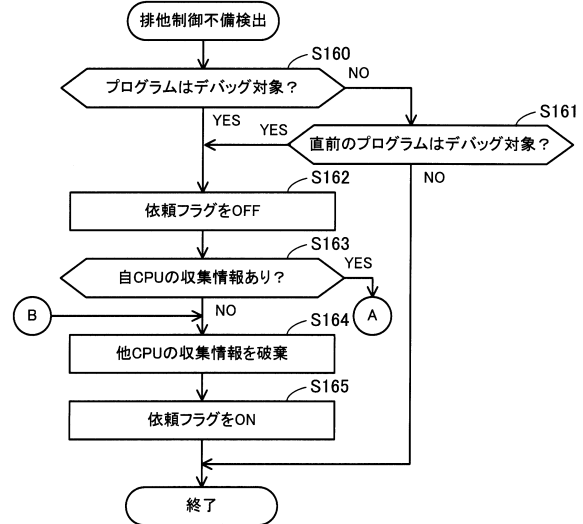 排他制御不備検出
S160
プログラムはデバッグ対象？
NO
S161
YES
YES
直前のプログラムはデバッグ対象？
NO
S162
依頼フラグをOFF
S163
自CPUの収集情報あり？
YES
NO
B
A
S164
他CPUの収集情報を破棄
S165
依頼フラグをON
終了